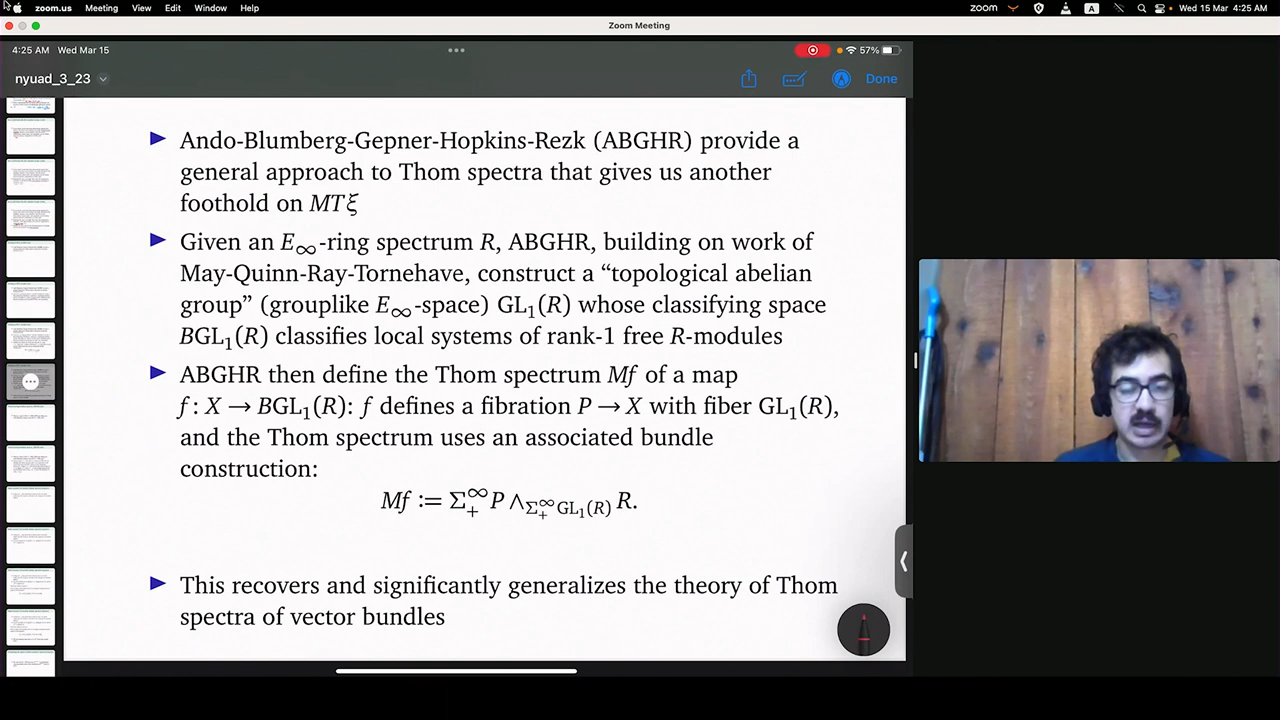 zoom.us Meeting View Edit Window Help zoom A Wed 15 Mar 4:25 AM
Zoom Meeting
4:25 AM Wed Mar 15 57%
nyuad_3_23 Done
Ando-Blumberg-Gepner-Hopkins-Rezk (ABGHR) provide a
general approach to Thom spectra that gives us another
foothold on MTξ
Given an E∞-ring spectrum R, ABGHR, building on work of
May-Quinn-Ray-Tornehave, construct a “topological abelian
group” (grouplike E∞-space) GL₁(R) whose classifying space
BGL₁(R) classifies local systems of rank-1 free R-modules
ABGHR then define the Thom spectrum Mf of a map
f: X → BGL₁(R): f defines a fibration P → X with fiber GL₁(R),
and the Thom spectrum uses an associated bundle
construction:
Mf := Σ₊^∞ P ∧_{Σ₊^∞ GL₁(R)} R.
This recovers and significantly generalizes the theory of Thom
spectra of vector bundles